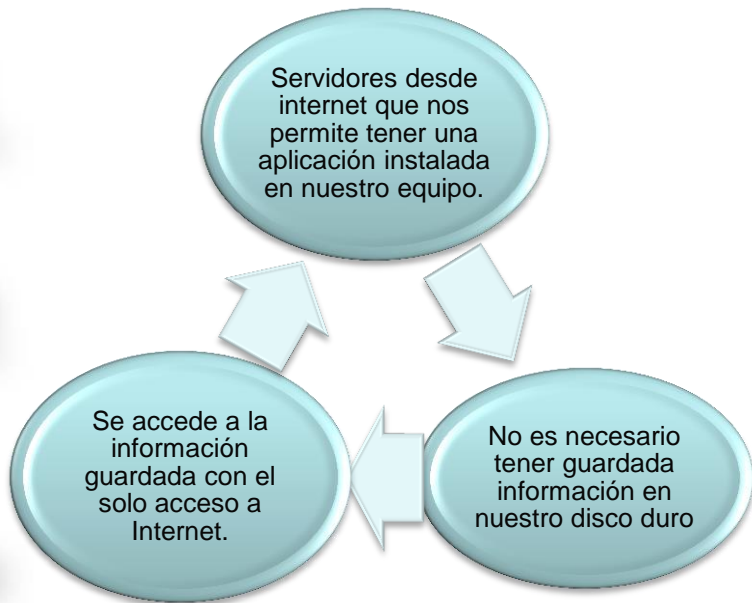 Servidores desde
internet que nos
permite tener una
aplicación instalada
en nuestro equipo.
No es necesario
tener guardada
información en
nuestro disco duro
Se accede a la
información
guardada con el
solo acceso a
Internet.